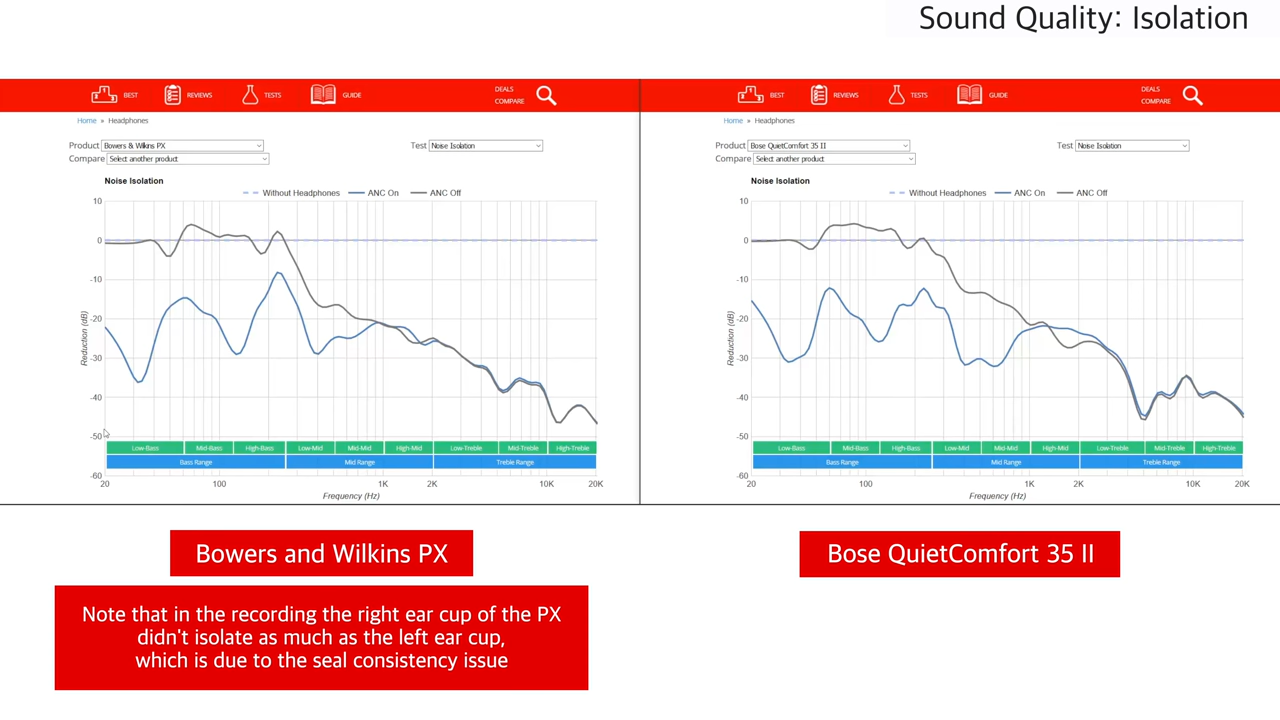 Sound Quality: Isolation
BEST REVIEWS TESTS GUIDE DEALS COMPARE
Home » Headphones
Product Bowers & Wilkins PX Test Noise Isolation
Compare Select another product
Noise Isolation
Without Headphones ANC On ANC Off
10
0
-10
-20
-30
-40
-50
-60
Reduction (dB)
Low-Bass Mid-Bass High-Bass Low-Mid Mid-Mid High-Mid Low-Treble Mid-Treble High-Treble
Bass Range Mid Range Treble Range
20 100 1K 2K 10K 20K
Frequency (Hz)
BEST REVIEWS TESTS GUIDE DEALS COMPARE
Home » Headphones
Product Bose QuietComfort 35 II Test Noise Isolation
Compare Select another product
Noise Isolation
Without Headphones ANC On ANC Off
10
0
-10
-20
-30
-40
-50
-60
Reduction (dB)
Low-Bass Mid-Bass High-Bass Low-Mid Mid-Mid High-Mid Low-Treble Mid-Treble High-Treble
Bass Range Mid Range Treble Range
20 100 1K 2K 10K 20K
Frequency (Hz)
Bowers and Wilkins PX
Note that in the recording the right ear cup of the PX
didn't isolate as much as the left ear cup,
which is due to the seal consistency issue
Bose QuietComfort 35 II